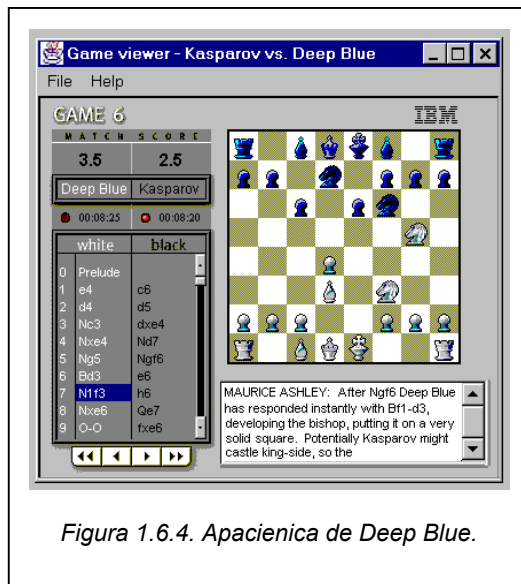 Game viewer - Kasparov vs. Deep Blue
File Help
GAME 6
IBM
MATCH SCORE
3.5 2.5
Deep Blue Kasparov
00:08:25 00:08:20
white black
0 Prelude
1 e4 c6
2 d4 d5
3 Nc3 dxe4
4 Nxe4 Nd7
5 Ng5 Ngf6
6 Bd3 e6
7 N1f3 h6
8 Nxe6 Qe7
9 O-O fxe6
MAURICE ASHLEY: After Ngf6 Deep Blue
has responded instantly with Bf1-d3,
developing the bishop, putting it on a very
solid square. Potentially Kasparov might
castle king-side, so the
Figura 1.6.4. Apacienica de Deep Blue.